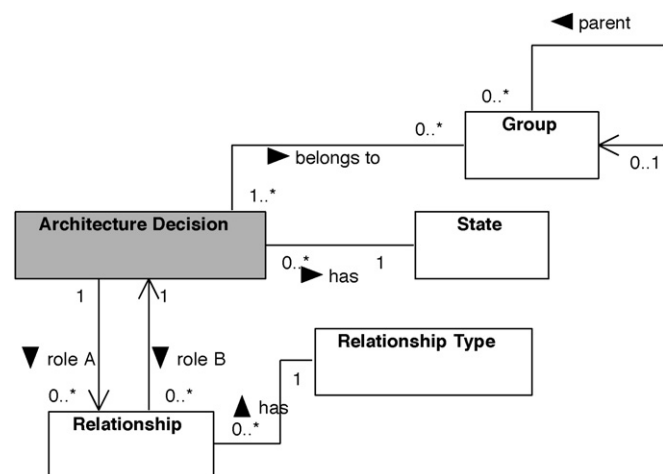 parent
0..*
Group
0..*
belongs to
0..1
1..*
Architecture Decision
State
0..*
1
has
1
1
role A
role B
Relationship Type
1
0..*
0..*
has
0..*
Relationship